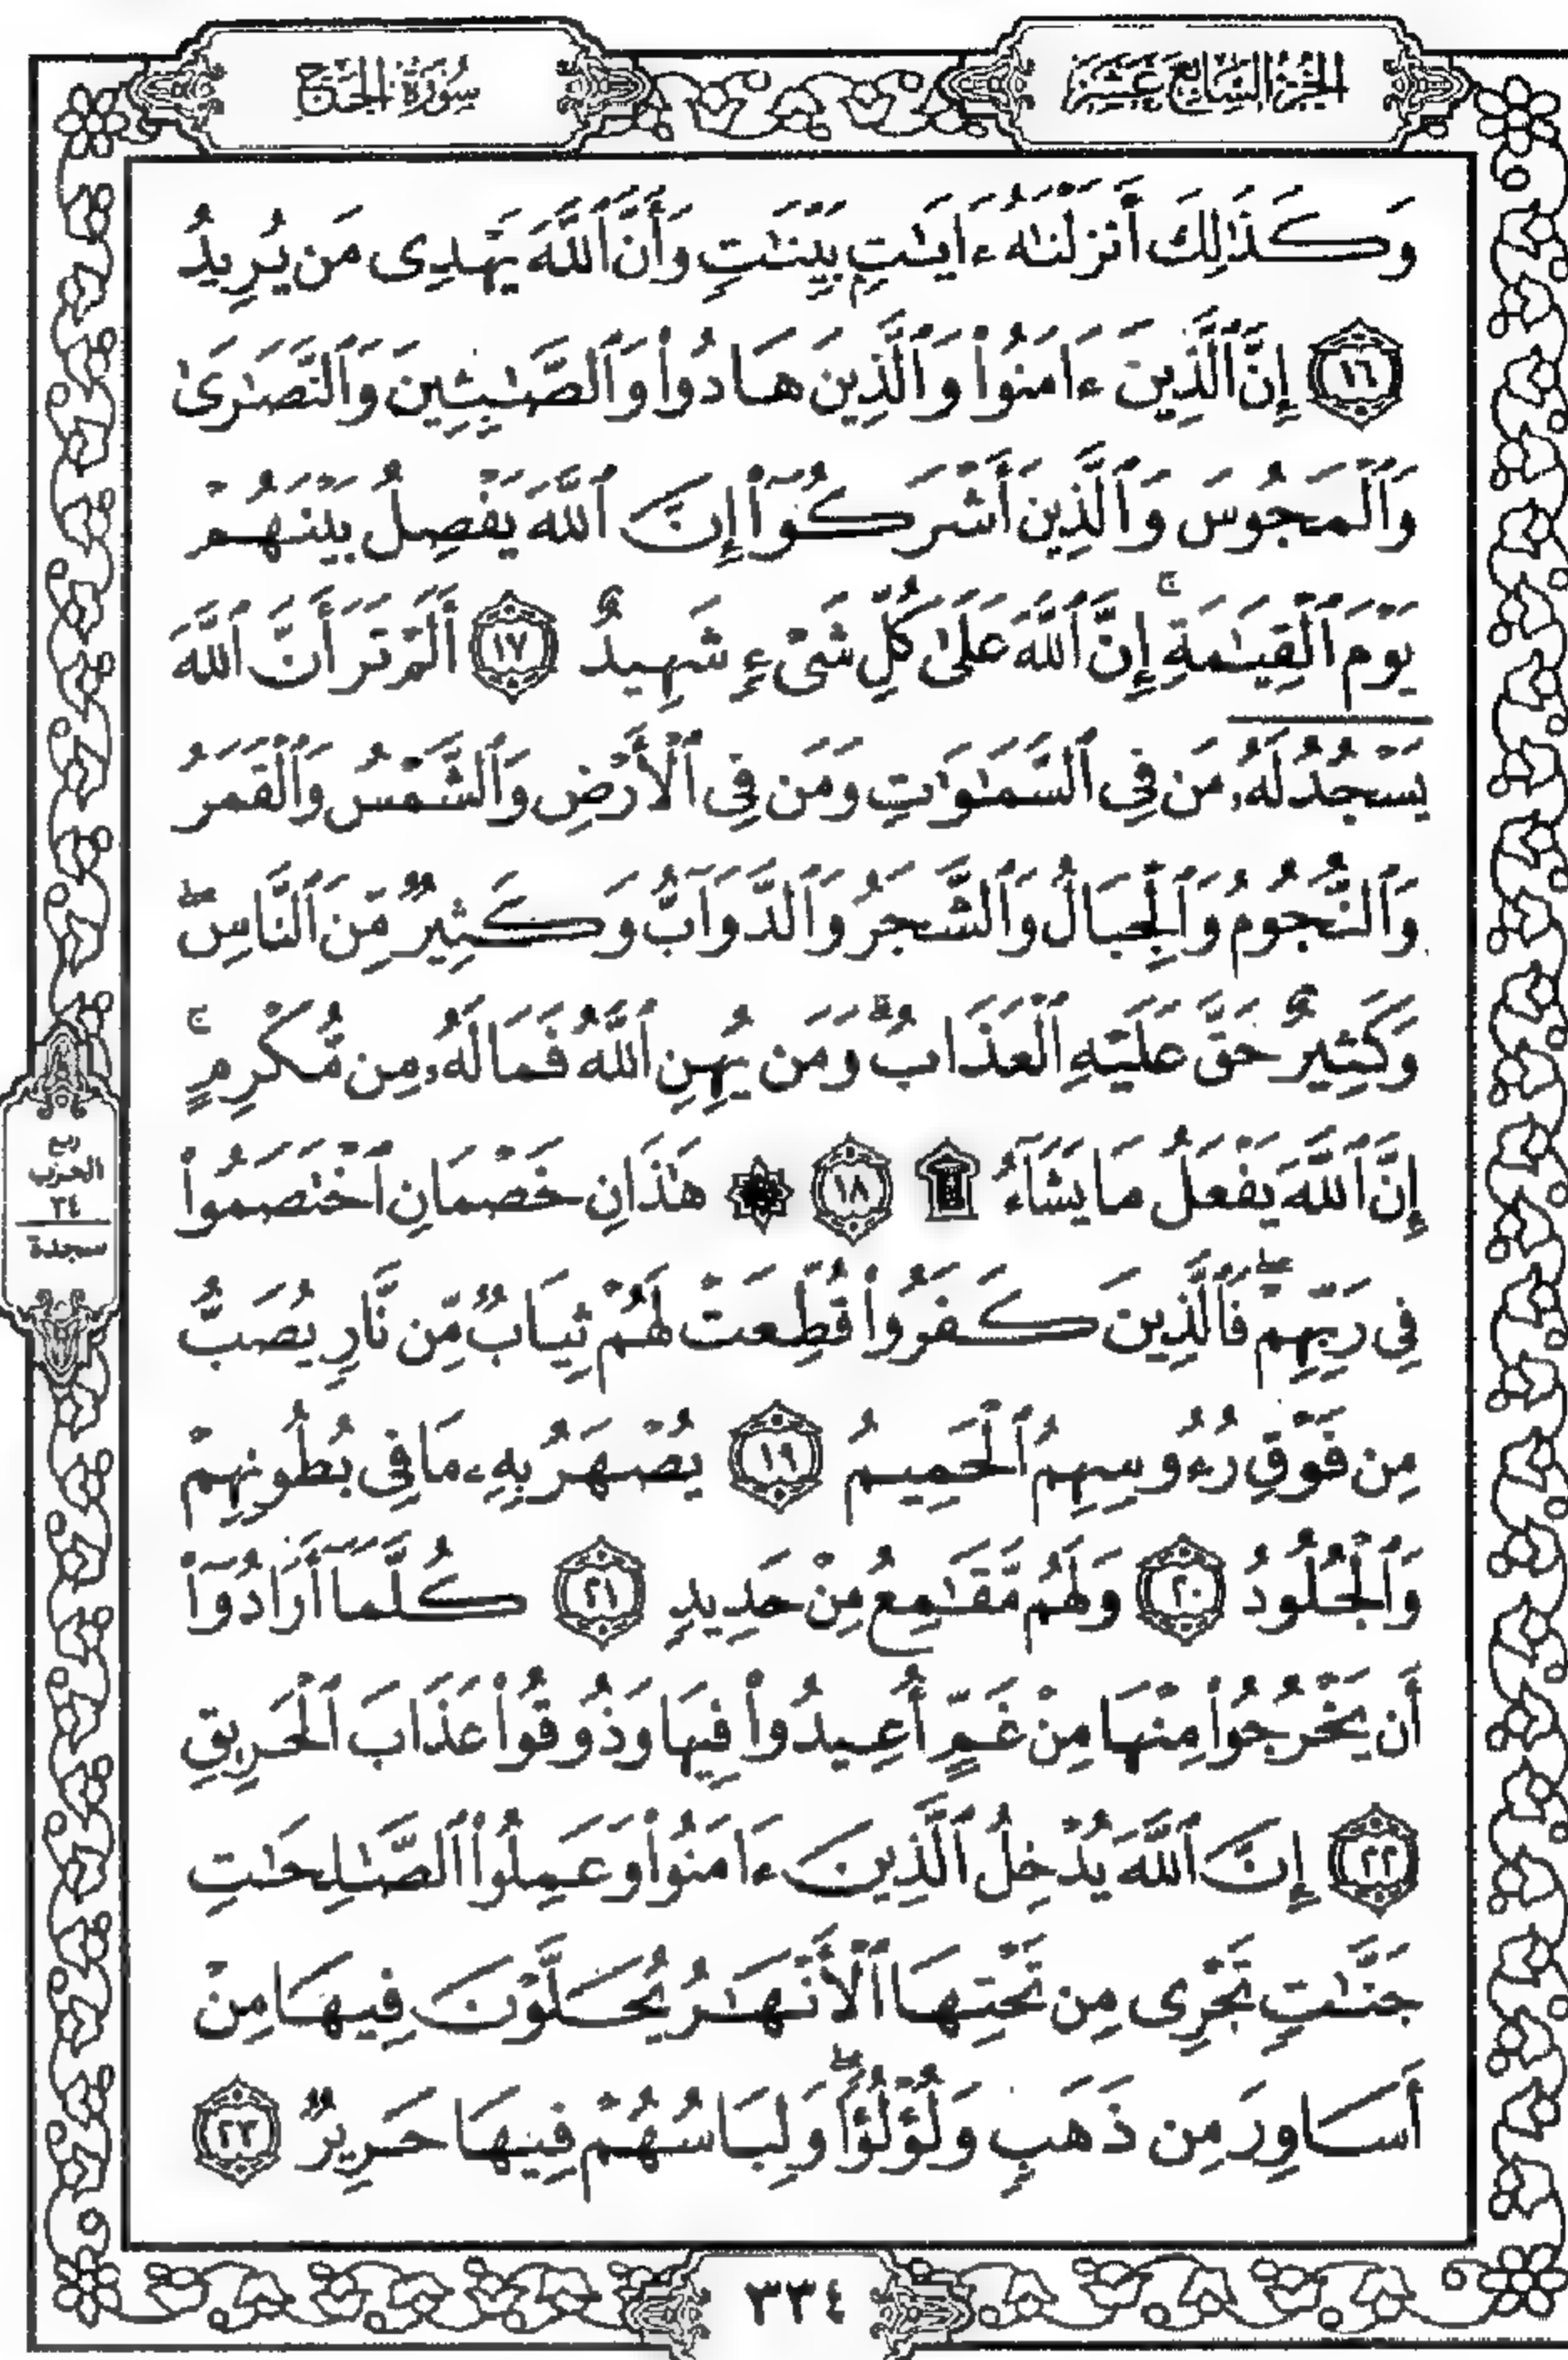 الجزء السابع عشر
سورة الحج
وَكَذَٰلِكَ أَنزَلْنَٰهُ ءَايَٰتٍۭ بَيِّنَٰتٍ وَأَنَّ ٱللَّهَ يَهْدِى مَن يُرِيدُ
١٦ إِنَّ ٱلَّذِينَ ءَامَنُوا۟ وَٱلَّذِينَ هَادُوا۟ وَٱلصَّٰبِـِٔينَ وَٱلنَّصَٰرَىٰ
وَٱلْمَجُوسَ وَٱلَّذِينَ أَشْرَكُوٓا۟ إِنَّ ٱللَّهَ يَفْصِلُ بَيْنَهُمْ
يَوْمَ ٱلْقِيَٰمَةِ ۚ إِنَّ ٱللَّهَ عَلَىٰ كُلِّ شَىْءٍ شَهِيدٌ ١٧ أَلَمْ تَرَ أَنَّ ٱللَّهَ
يَسْجُدُ لَهُۥ مَن فِى ٱلسَّمَٰوَٰتِ وَمَن فِى ٱلْأَرْضِ وَٱلشَّمْسُ وَٱلْقَمَرُ
وَٱلنُّجُومُ وَٱلْجِبَالُ وَٱلشَّجَرُ وَٱلدَّوَآبُّ وَكَثِيرٌ مِّنَ ٱلنَّاسِ ۖ
وَكَثِيرٌ حَقَّ عَلَيْهِ ٱلْعَذَابُ ۗ وَمَن يُهِنِ ٱللَّهُ فَمَا لَهُۥ مِن مُّكْرِمٍ ۚ
إِنَّ ٱللَّهَ يَفْعَلُ مَا يَشَآءُ ۩ ١٨ ۞ هَٰذَانِ خَصْمَانِ ٱخْتَصَمُوا۟
فِى رَبِّهِمْ ۖ فَٱلَّذِينَ كَفَرُوا۟ قُطِّعَتْ لَهُمْ ثِيَابٌ مِّن نَّارٍ يُصَبُّ
مِن فَوْقِ رُءُوسِهِمُ ٱلْحَمِيمُ ١٩ يُصْهَرُ بِهِۦ مَا فِى بُطُونِهِمْ
وَٱلْجُلُودُ ٢٠ وَلَهُم مَّقَٰمِعُ مِنْ حَدِيدٍ ٢١ كُلَّمَآ أَرَادُوٓا۟
أَن يَخْرُجُوا۟ مِنْهَا مِنْ غَمٍّ أُعِيدُوا۟ فِيهَا وَذُوقُوا۟ عَذَابَ ٱلْحَرِيقِ
٢٢ إِنَّ ٱللَّهَ يُدْخِلُ ٱلَّذِينَ ءَامَنُوا۟ وَعَمِلُوا۟ ٱلصَّٰلِحَٰتِ
جَنَّٰتٍ تَجْرِى مِن تَحْتِهَا ٱلْأَنْهَٰرُ يُحَلَّوْنَ فِيهَا مِنْ
أَسَاوِرَ مِن ذَهَبٍ وَلُؤْلُؤًا ۖ وَلِبَاسُهُمْ فِيهَا حَرِيرٌ ٢٣
ربع
الحزب
٣٤
سجدة
٣٣٤